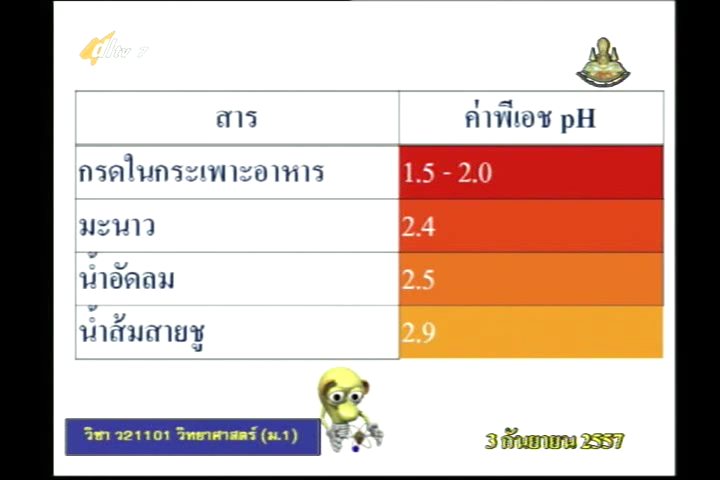 dltv 7
สาร ค่าพีเอช pH
กรดในกระเพาะอาหาร 1.5 - 2.0
มะนาว 2.4
น้ำอัดลม 2.5
น้ำส้มสายชู 2.9
วิชา ว21101 วิทยาศาสตร์ (ม.1)
3 กันยายน 2557